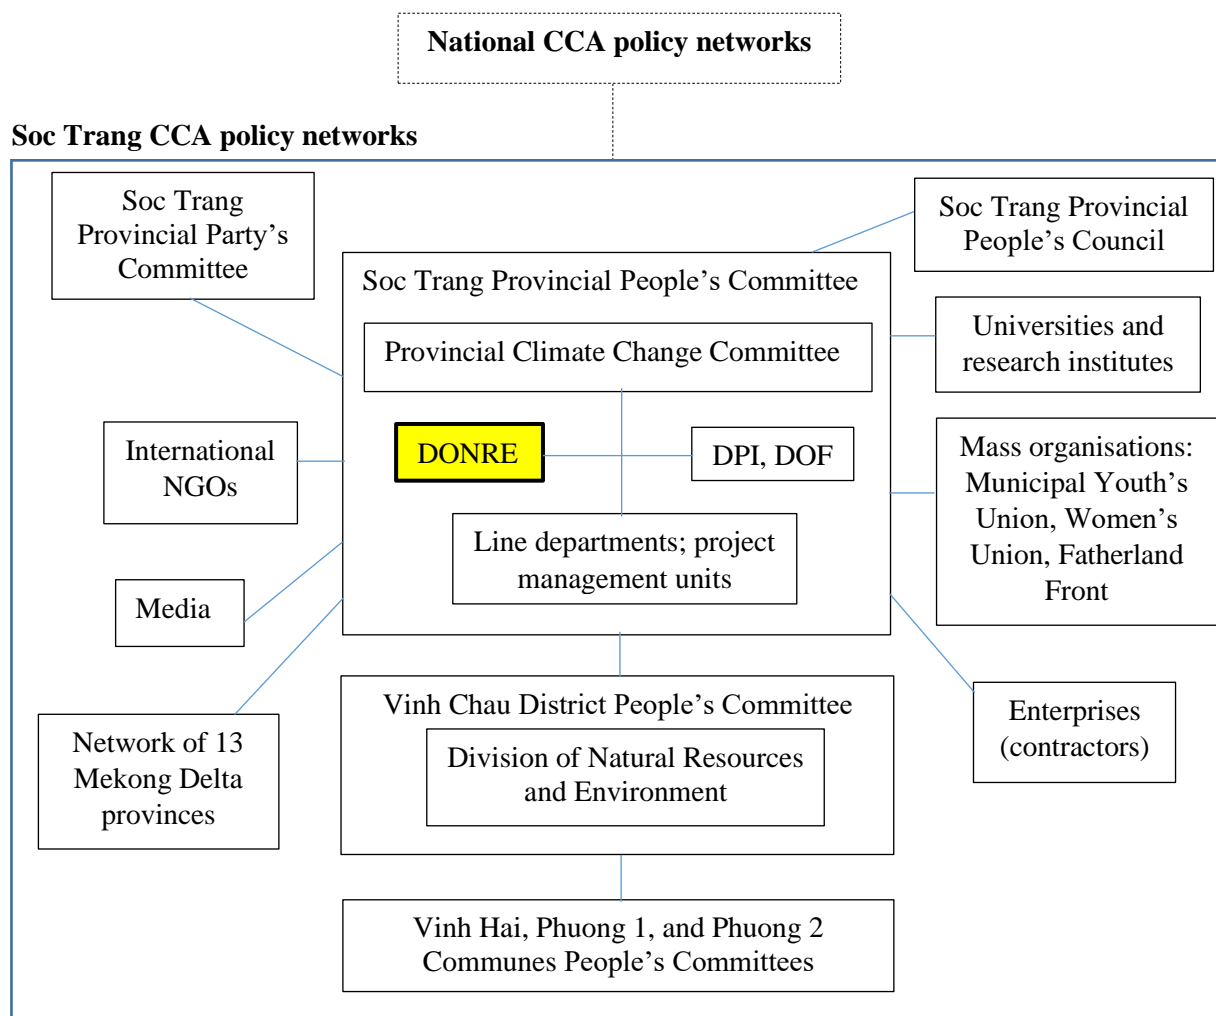 National CCA policy networks
Soc Trang CCA policy networks
Soc Trang
Provincial Party’s
Committee
Soc Trang Provincial
People’s Council
Soc Trang Provincial People’s Committee
Provincial Climate Change Committee
Universities and
research institutes
International
NGOs
DONRE
DPI, DOF
Mass organisations:
Municipal Youth’s
Union, Women’s
Union, Fatherland
Front
Line departments; project
management units
Media
Vinh Chau District People’s Committee
Division of Natural Resources
and Environment
Network of 13
Mekong Delta
provinces
Enterprises
(contractors)
Vinh Hai, Phuong 1, and Phuong 2
Communes People’s Committees